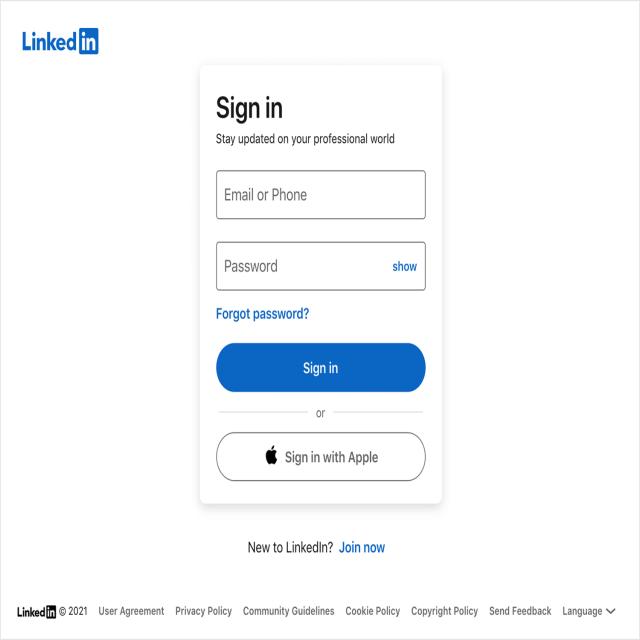 LinkedIn
Sign in
Stay updated on your professional world
Email or Phone
Password show
Forgot password?
Sign in
or
Sign in with Apple
New to LinkedIn? Join now
LinkedIn © 2021 User Agreement Privacy Policy Community Guidelines Cookie Policy Copyright Policy Send Feedback Language